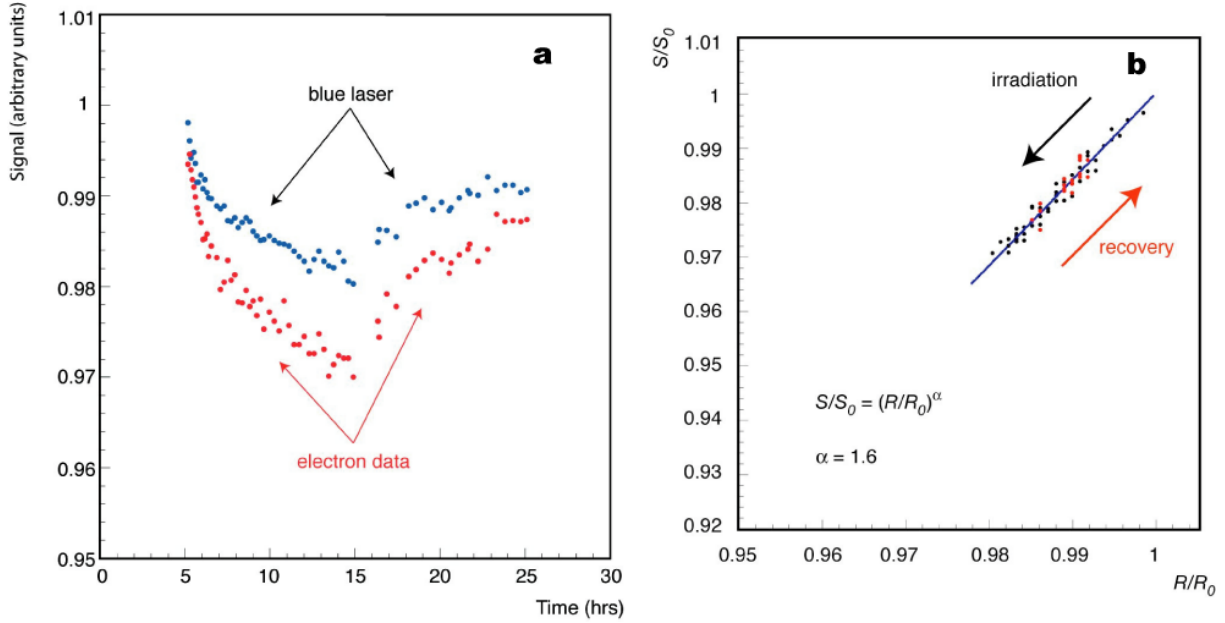 Signal (arbitrary units)
1.01
1
0.99
0.98
0.97
0.96
0.95
0
5
10
15
20
25
30
Time (hrs)
a
blue laser
electron data
S/S0
1.01
1
0.99
0.98
0.97
0.96
0.95
0.94
0.93
0.92
0.95
0.96
0.97
0.98
0.99
1
R/R0
b
irradiation
recovery
S/S0 = (R/R0)α
α = 1.6